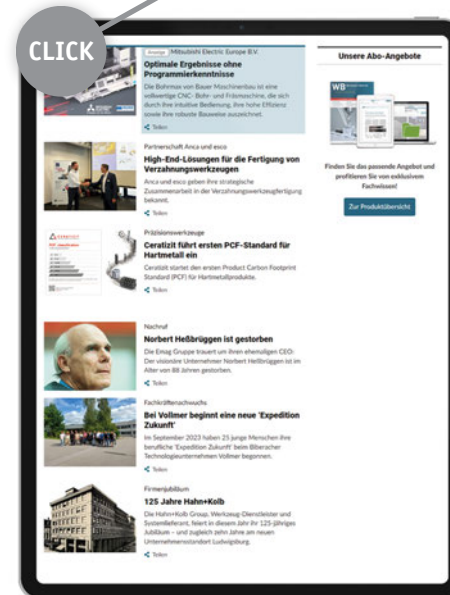 CLICK
Anzeige Mitsubishi Electric Europe B.V.
Optimale Ergebnisse ohne
Programmierkenntnisse
Die Bohrmax von Bauer Maschinenbau ist eine
vollwertige CNC- Bohr- und Fräsmaschine, die sich
durch ihre intuitive Bedienung, ihre hohe Effizienz
sowie ihre robuste Bauweise auszeichnet.
Teilen
Partnerschaft Anca und esco
High-End-Lösungen für die Fertigung von
Verzahnungswerkzeugen
Anca und esco geben ihre strategische
Zusammenarbeit in der Verzahnungswerkzeugfertigung
bekannt.
Teilen
Präzisionswerkzeuge
Ceratizit führt ersten PCF-Standard für
Hartmetall ein
Ceratizit startet den ersten Product Carbon Footprint
Standard (PCF) für Hartmetallprodukte.
Teilen
Nachruf
Norbert Heßbrüggen ist gestorben
Die Emag Gruppe trauert um ihren ehemaligen CEO:
Der visionäre Unternehmer Norbert Heßbrüggen ist im
Alter von 88 Jahren gestorben.
Teilen
Fachkräftenachwuchs
Bei Vollmer beginnt eine neue 'Expedition
Zukunft'
Im September 2023 haben 25 junge Menschen ihre
berufliche 'Expedition Zukunft' beim Biberacher
Technologieunternehmen Vollmer begonnen.
Teilen
Firmenjubiläum
125 Jahre Hahn+Kolb
Die Hahn+Kolb Group, Werkzeug-Dienstleister und
Systemlieferant, feiert in diesem Jahr ihr 125-jähriges
Jubiläum – und zugleich zehn Jahre am neuen
Unternehmensstandort Ludwigsburg.
Teilen
Unsere Abo-Angebote
WB
Finden Sie das passende Angebot und
profitieren Sie von exklusivem
Fachwissen!
Zur Produktübersicht